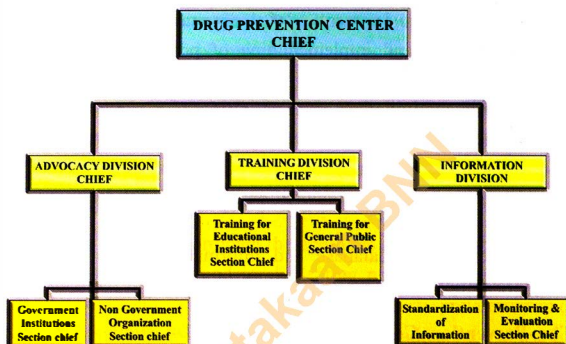 DRUG PREVENTION CENTER
CHIEF
ADVOCACY DIVISION
CHIEF
TRAINING DIVISION
CHIEF
INFORMATION
DIVISION
Training for
Educational
Institutions
Section Chief
Training for
General Public
Section Chief
Government
Institutions
Section chief
Non Government
Organization
Section chief
Standardization
of
Information
Monitoring &
Evaluation
Section Chief
BNN